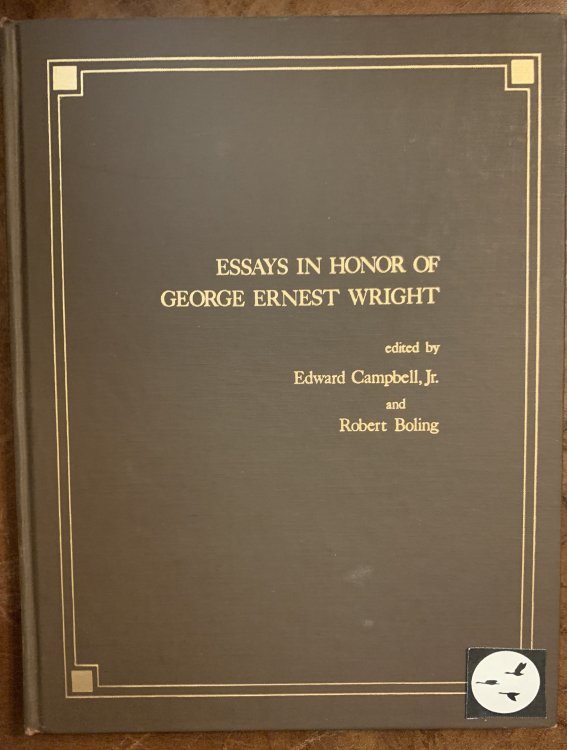 ESSAYS IN HONOR OF
GEORGE ERNEST WRIGHT
edited by
Edward Campbell, Jr.
and
Robert Boling